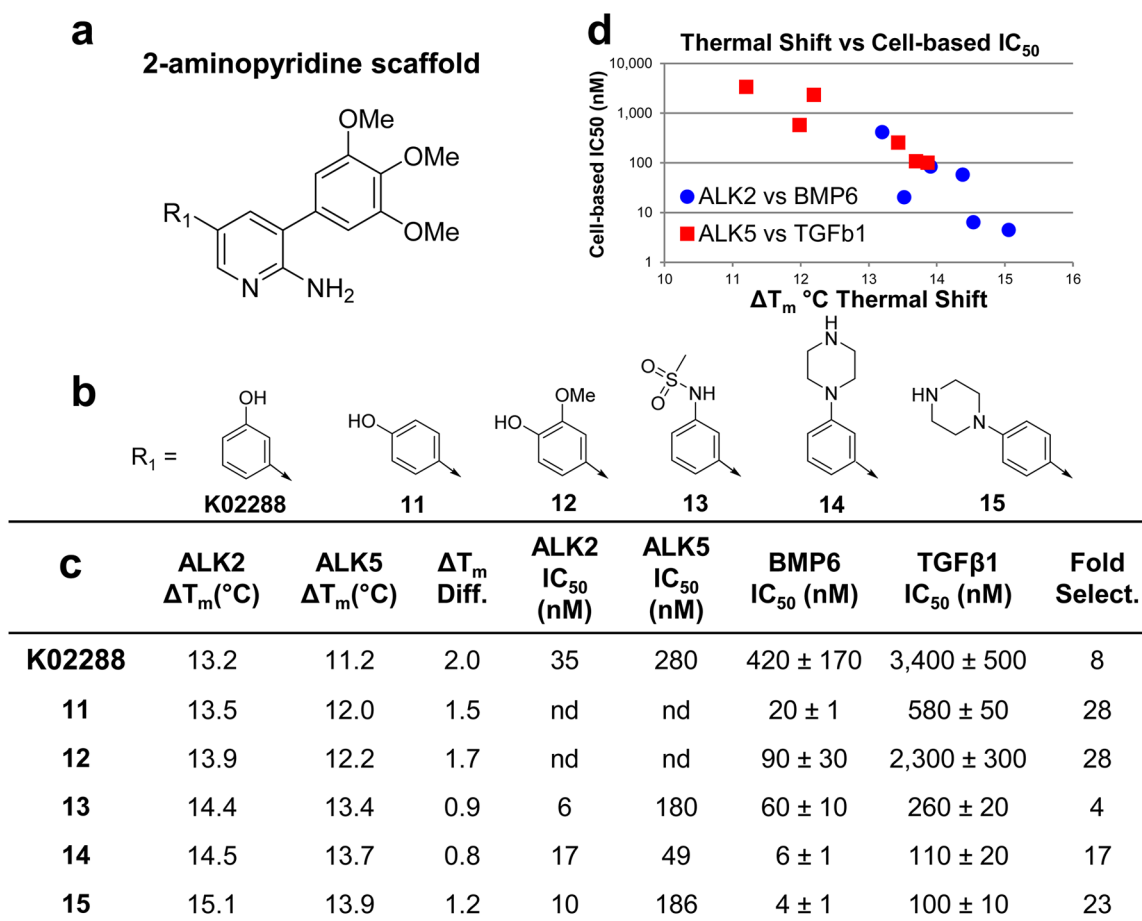 a
2-aminopyridine scaffold
OMe
OMe
OMe
R1
N
NH2
d
Thermal Shift vs Cell-based IC50
Cell-based IC50 (nM)
10,000
1,000
100
10
1
ALK2 vs BMP6
ALK5 vs TGFb1
10 11 12 13 14 15 16
ΔTm °C Thermal Shift
b
R1 =
OH
K02288
HO
11
OMe
HO
12
O
S
O
NH
13
H
N
N
14
HN
N
15
c
ALK2 ΔTm(°C) ALK5 ΔTm(°C) ΔTm Diff. ALK2 IC50 (nM) ALK5 IC50 (nM) BMP6 IC50 (nM) TGFβ1 IC50 (nM) Fold Select.
K02288 13.2 11.2 2.0 35 280 420 ± 170 3,400 ± 500 8
11 13.5 12.0 1.5 nd nd 20 ± 1 580 ± 50 28
12 13.9 12.2 1.7 nd nd 90 ± 30 2,300 ± 300 28
13 14.4 13.4 0.9 6 180 60 ± 10 260 ± 20 4
14 14.5 13.7 0.8 17 49 6 ± 1 110 ± 20 17
15 15.1 13.9 1.2 10 186 4 ± 1 100 ± 10 23